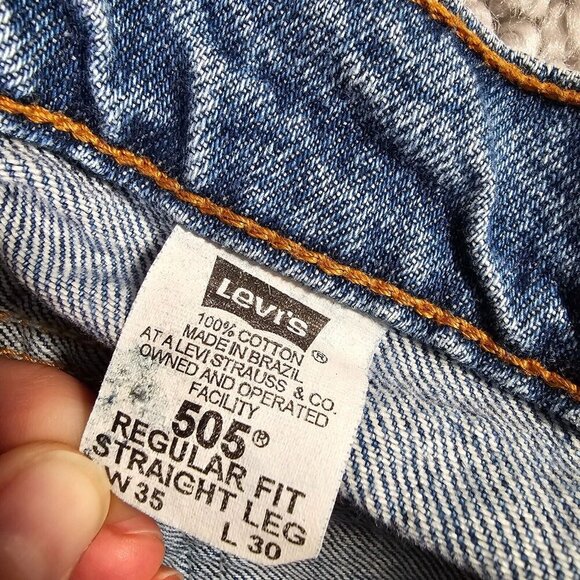 Levi's ®
100% COTTON
MADE IN BRAZIL
AT A LEVI STRAUSS & CO.
OWNED AND OPERATED
FACILITY
505®
REGULAR FIT
STRAIGHT LEG
W 35 L 30